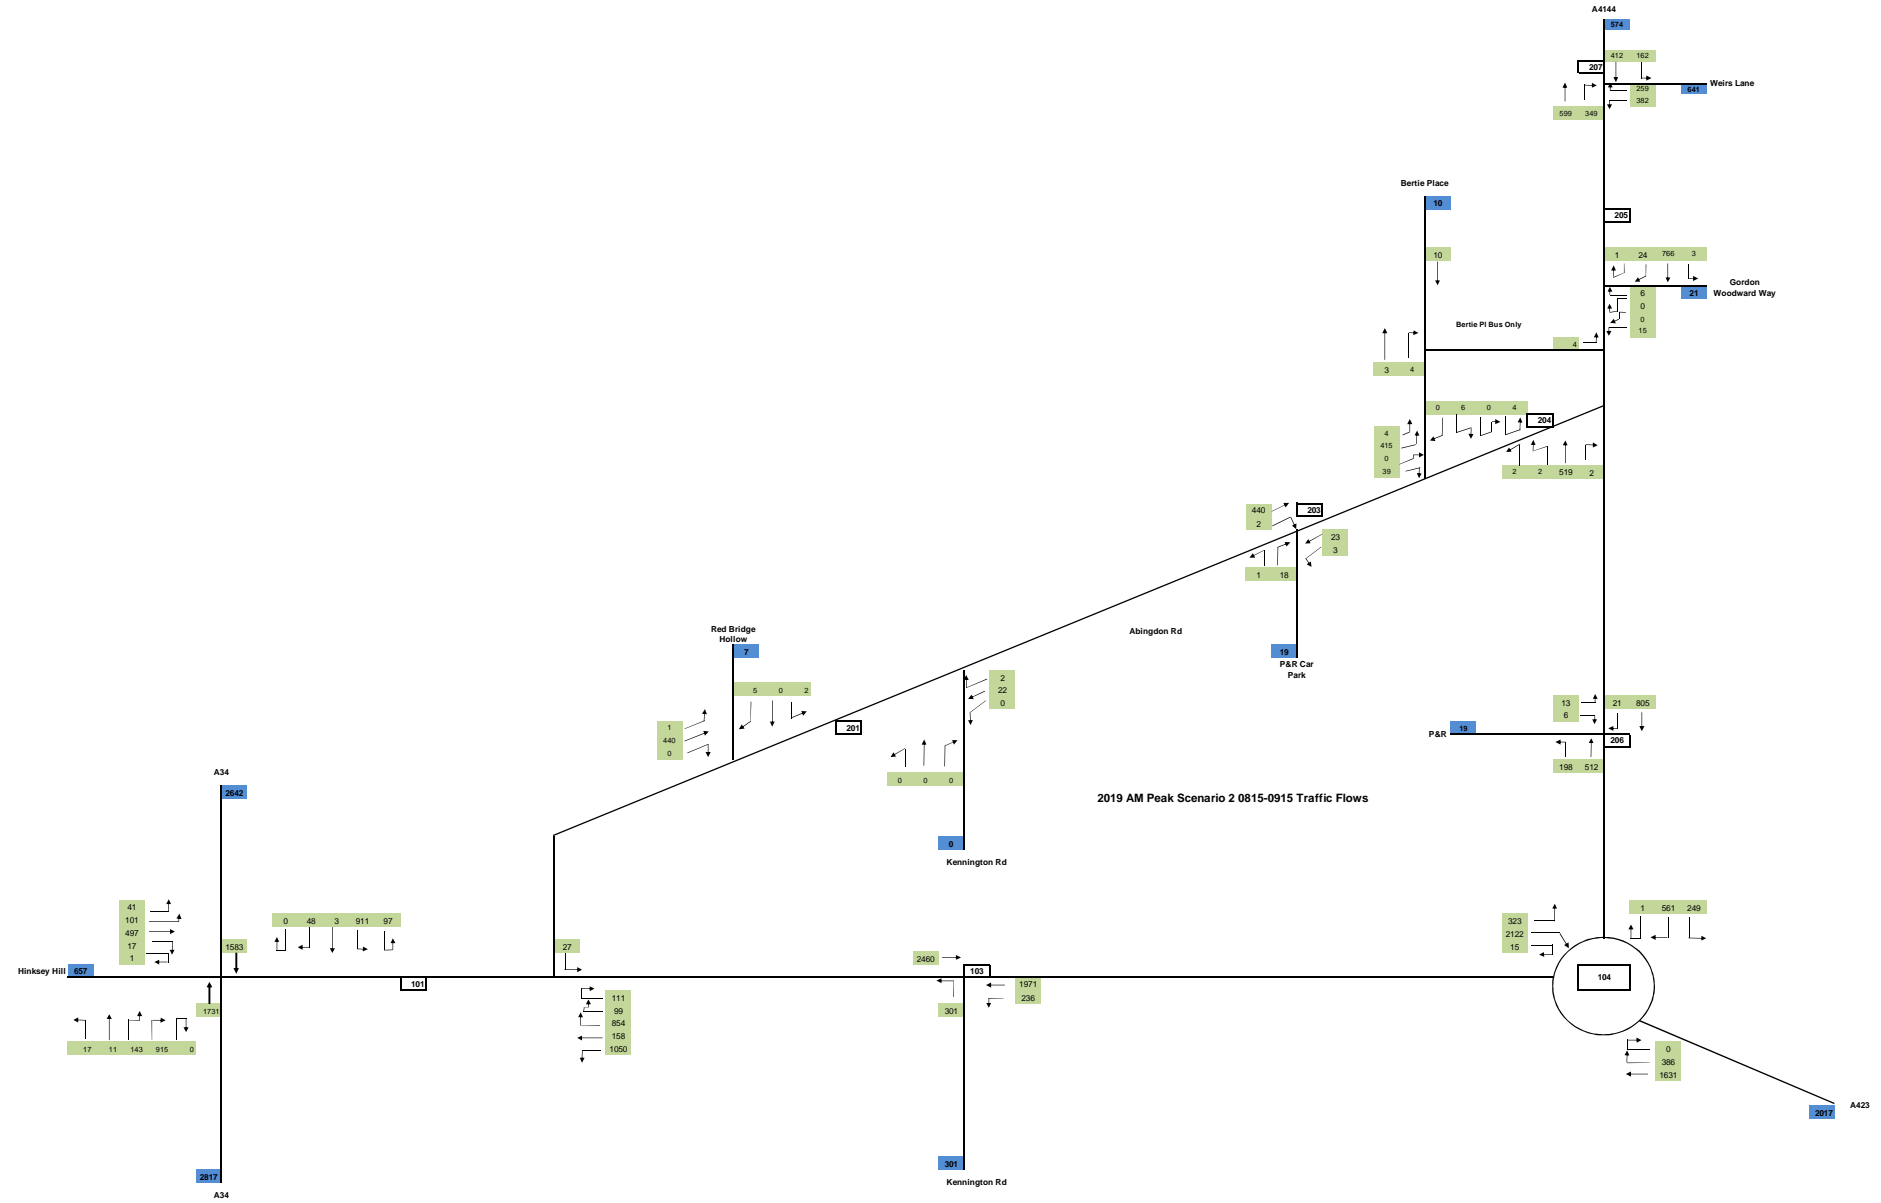 A4144
574
412 162
207
Weirs Lane
259
641
382
599 349
Bertie Place
10
205
10
1 24 766 3
Gordon
Woodward Way
6
21
0
0
15
Bertie Pl Bus Only
4
3 4
0 6 0 4
204
4
415
0
39
2 2 519 2
440
203
2
23
3
1 18
Red Bridge
Hollow
7
Abingdon Rd
19
P&R Car
Park
2
22
0
5 0 2
201
1
440
0
13
6
21 805
P&R
19
206
198 512
0 0 0
A34
2642
2019 AM Peak Scenario 2 0815-0915 Traffic Flows
0
Kennington Rd
41
101
497
17
1
0 48 3 911 97
1583
27
2460
323
2122
15
1 561 249
Hinksey Hill
657
101
103
104
1971
236
301
1731
17 11 143 915 0
111
99
854
158
1050
0
386
1631
2017
A423
2817
A34
301
Kennington Rd